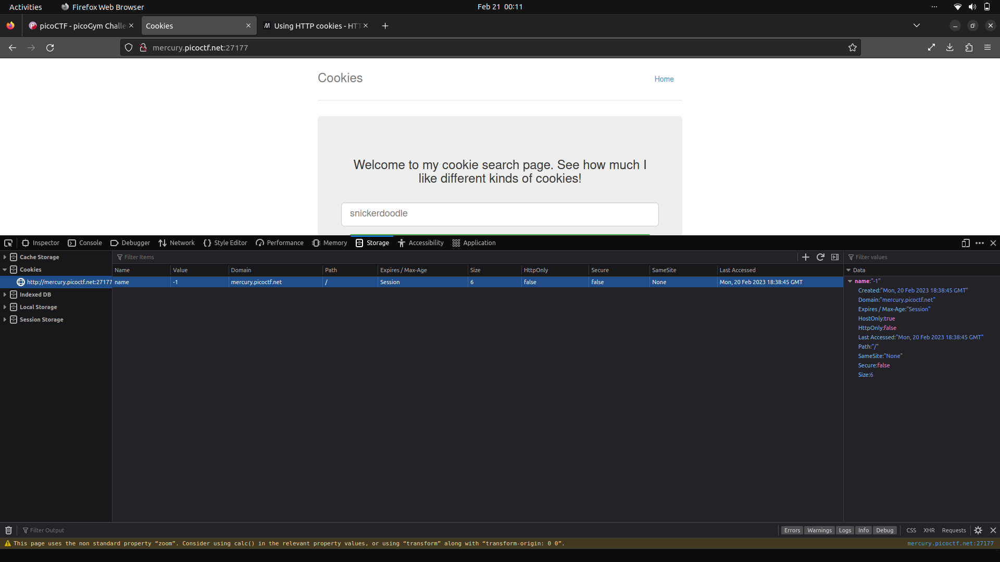 Activities Firefox Web Browser Feb 21 00:11
picoCTF - picoGym Challe Cookies Using HTTP cookies - HTT
mercury.picoctf.net:27177
Cookies Home
Welcome to my cookie search page. See how much I
like different kinds of cookies!
snickerdoodle
Inspector Console Debugger Network Style Editor Performance Memory Storage Accessibility Application
Cache Storage
Cookies
http://mercury.picoctf.net:27177
Indexed DB
Local Storage
Session Storage
Filter Items
Name Value Domain Path Expires / Max-Age Size HttpOnly Secure SameSite Last Accessed
name -1 mercury.picoctf.net / Session 6 false false None Mon, 20 Feb 2023 18:38:45 GMT
Filter values
Data
name:"-1"
Created:"Mon, 20 Feb 2023 18:38:45 GMT"
Domain:"mercury.picoctf.net"
Expires / Max-Age:"Session"
HostOnly:true
HttpOnly:false
Last Accessed:"Mon, 20 Feb 2023 18:38:45 GMT"
Path:"/"
SameSite:"None"
Secure:false
Size:6
Filter Output Errors Warnings Logs Info Debug CSS XHR Requests
This page uses the non standard property “zoom”. Consider using calc() in the relevant property values, or using “transform” along with “transform-origin: 0 0”. mercury.picoctf.net:27177